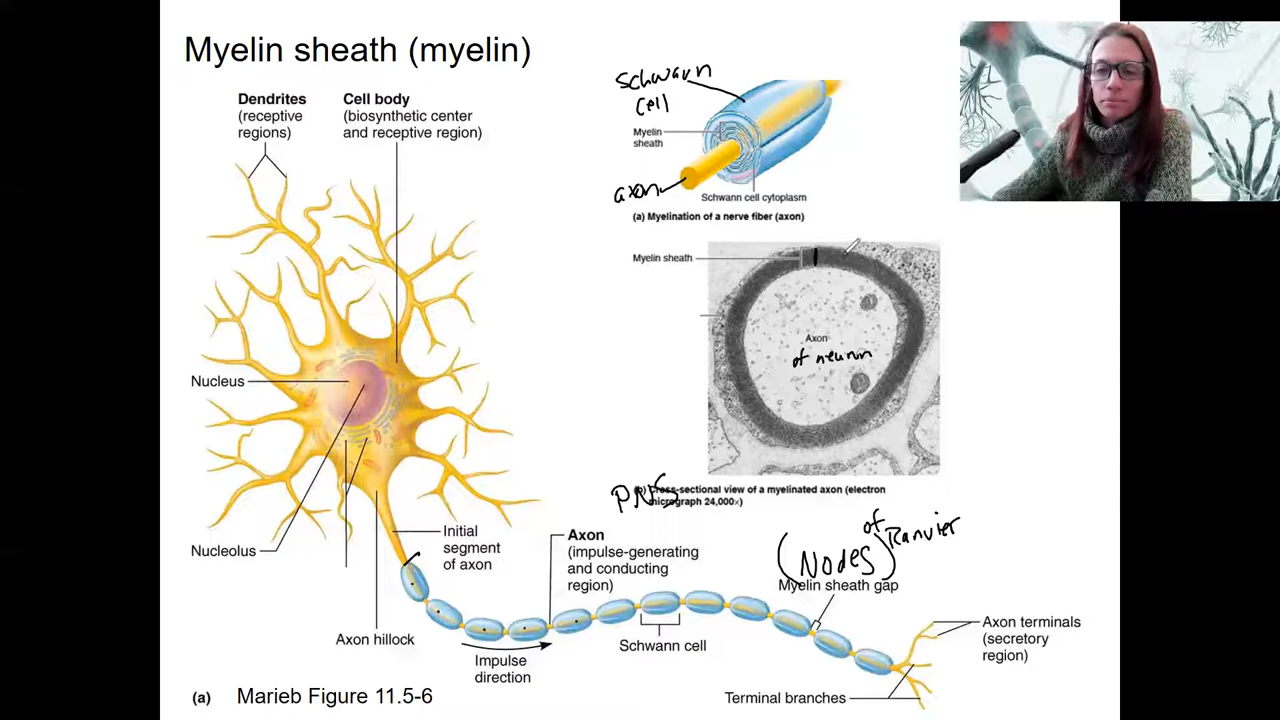 Myelin sheath (myelin)
Dendrites
(receptive
regions)
Cell body
(biosynthetic center
and receptive region)
Nucleus
Nucleolus
Axon hillock
Initial
segment
of axon
Impulse
direction
Axon
(impulse-generating
and conducting
region)
Schwann cell
Myelin sheath gap
Terminal branches
Axon terminals
(secretory
region)
(a) Marieb Figure 11.5-6
Schwann
cell
Myelin
sheath
axon
Schwann cell cytoplasm
(a) Myelination of a nerve fiber (axon)
Myelin sheath
Axon
of neuron
PNS
(b) Cross-sectional view of a myelinated axon (electron
micrograph 24,000x)
(Nodes) of Ranvier